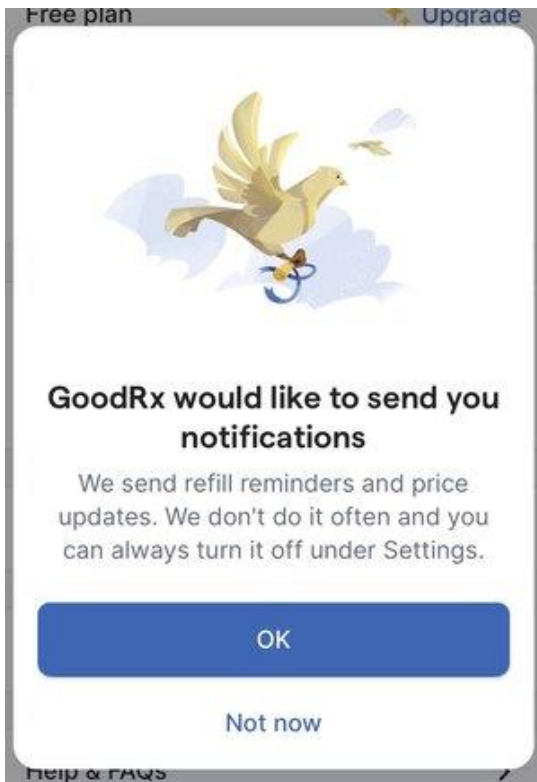 Free plan Upgrade
GoodRx would like to send you
notifications
We send refill reminders and price
updates. We don't do it often and you
can always turn it off under Settings.
OK
Not now
Help & FAQs